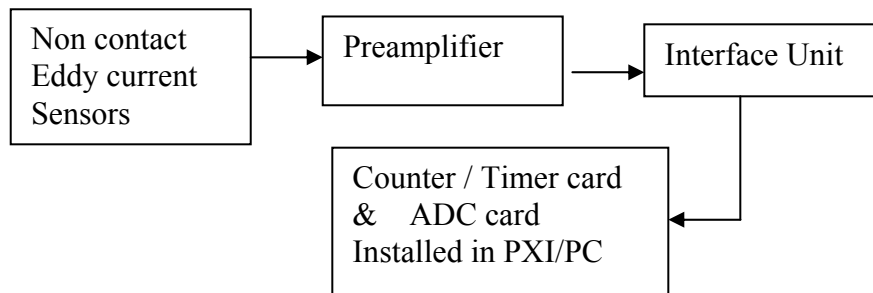 Non contact
Eddy current
Sensors
Preamplifier
Interface Unit
Counter / Timer card
& ADC card
Installed in PXI/PC